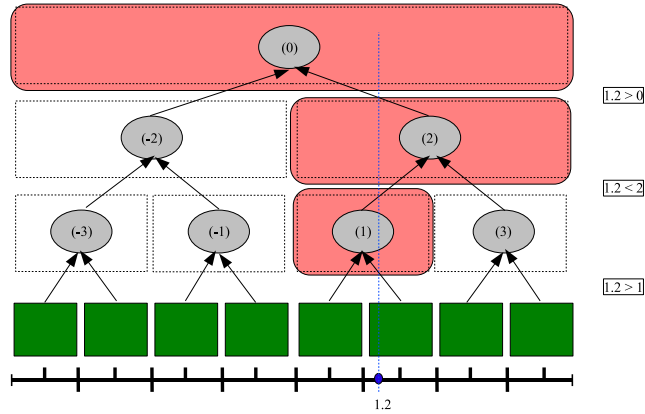 (0)
1.2 > 0
(-2)
(2)
1.2 < 2
(-3)
(-1)
(1)
(3)
1.2 > 1
1.2